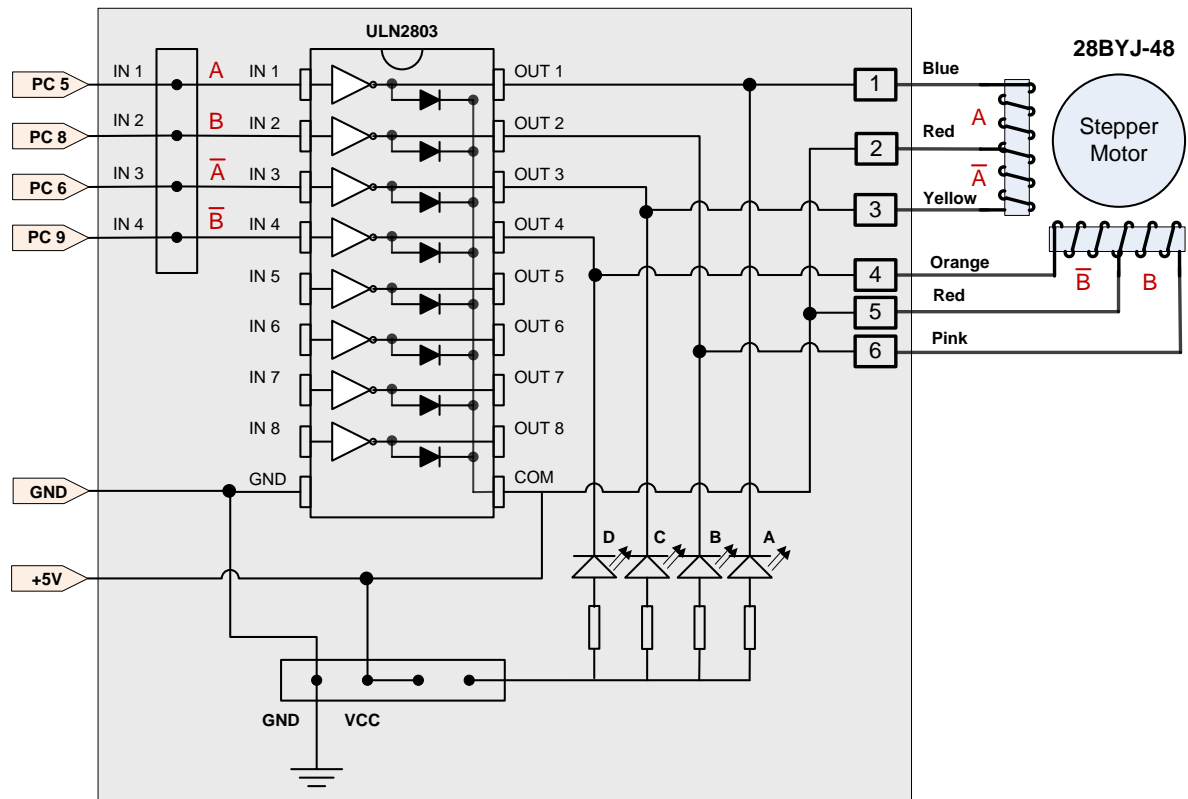 ULN2803
28BYJ-48
PC 5
IN 1
A
IN 1
OUT 1
1
Blue
PC 8
IN 2
B
IN 2
OUT 2
2
Red
A
Stepper
Motor
PC 6
IN 3
A̅
IN 3
OUT 3
3
Yellow
A̅
PC 9
IN 4
B̅
IN 4
OUT 4
4
Orange
IN 5
OUT 5
5
Red
B̅
B
IN 6
OUT 6
6
Pink
IN 7
OUT 7
IN 8
OUT 8
GND
GND
COM
D
C
B
A
+5V
GND
VCC